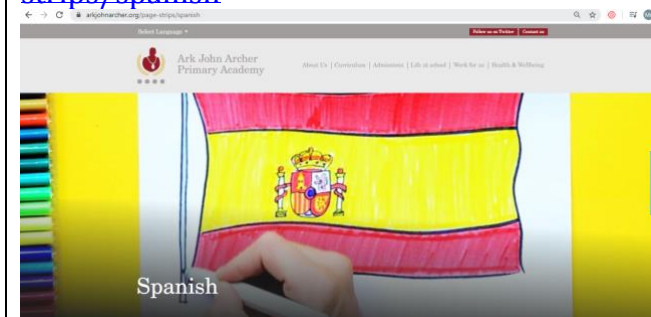 strips/spanish
arkjohnarcher.org/page-strips/spanish
Select Language
Follow us on Twitter
Contact us
Ark John Archer
Primary Academy
About Us | Curriculum | Admissions | Life at school | Work for us | Health & Wellbeing
Spanish